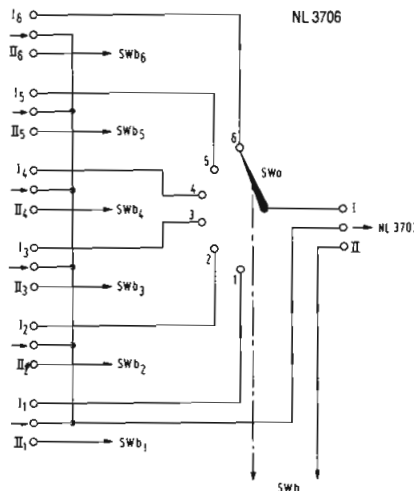 I6
NL 3706
II6
SWb6
I5
6
II5
SWb5
5
SWa
I4
4
I
II4
SWb4
3
NL 3703
I3
II
2
II3
SWb3
1
I2
II2
SWb2
I1
II1
SWb1
SWb